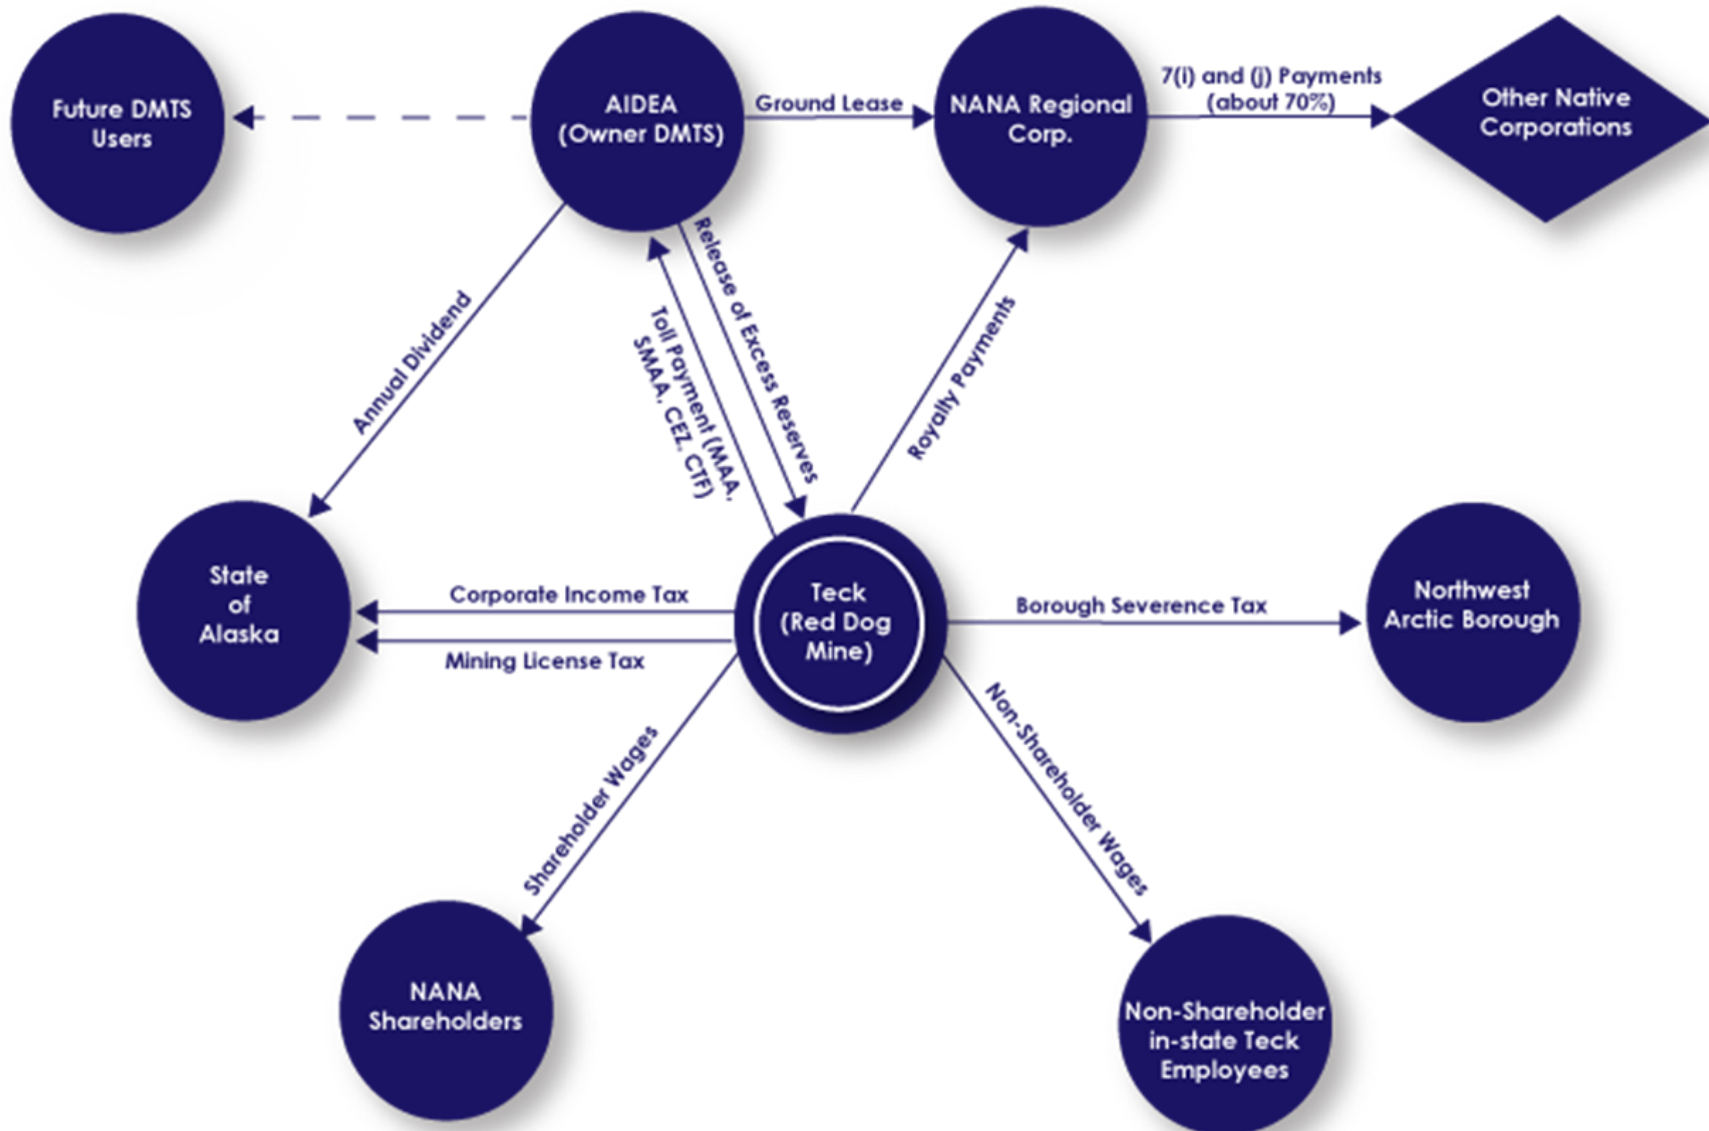 Future DMTS
Users
AIDEA
(Owner DMTS)
Ground Lease
NANA Regional
Corp.
7(i) and (j) Payments
(about 70%)
Other Native
Corporations
Annual Dividend
Toll Payment (MAA,
SMAA, CEZ, CTF)
Release of Excess Reserves
Royalty Payments
State
of
Alaska
Corporate Income Tax
Mining License Tax
Teck
(Red Dog
Mine)
Borough Severence Tax
Northwest
Arctic Borough
Shareholder Wages
Non-Shareholder Wages
NANA
Shareholders
Non-Shareholder
in-state Teck
Employees